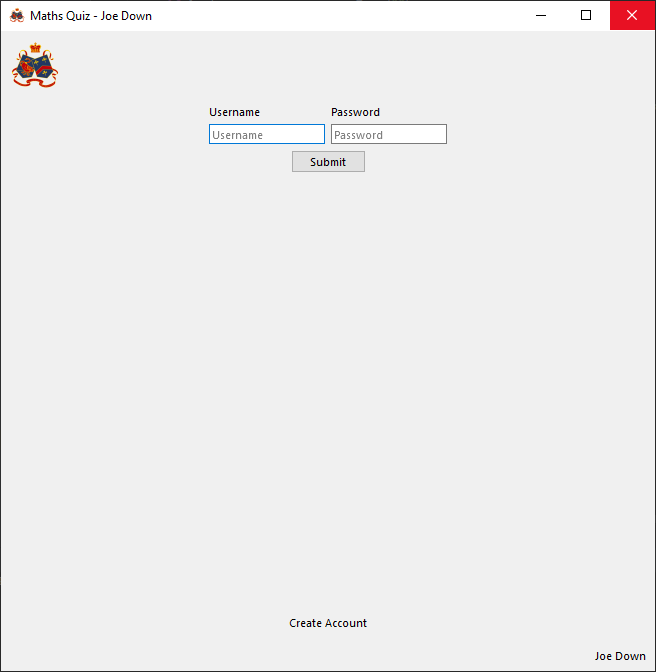 Maths Quiz - Joe Down
Username Password
Username Password
Submit
Create Account
Joe Down